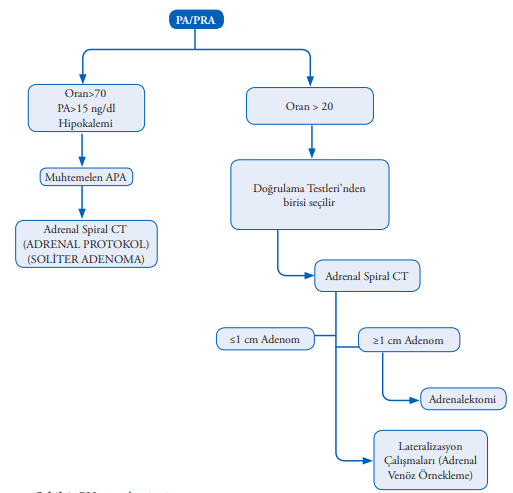 PA/PRA
Oran>70
PA>15 ng/dl
Hipokalemi
Oran > 20
Muhtemelen APA
Doğrulama Testleri’nden
birisi seçilir
Adrenal Spiral CT
(ADRENAL PROTOKOL)
(SOLİTER ADENOMA)
Adrenal Spiral CT
≤1 cm Adenom
≥1 cm Adenom
Adrenalektomi
Lateralizasyon
Çalışmaları (Adrenal
Venöz Örnekleme)